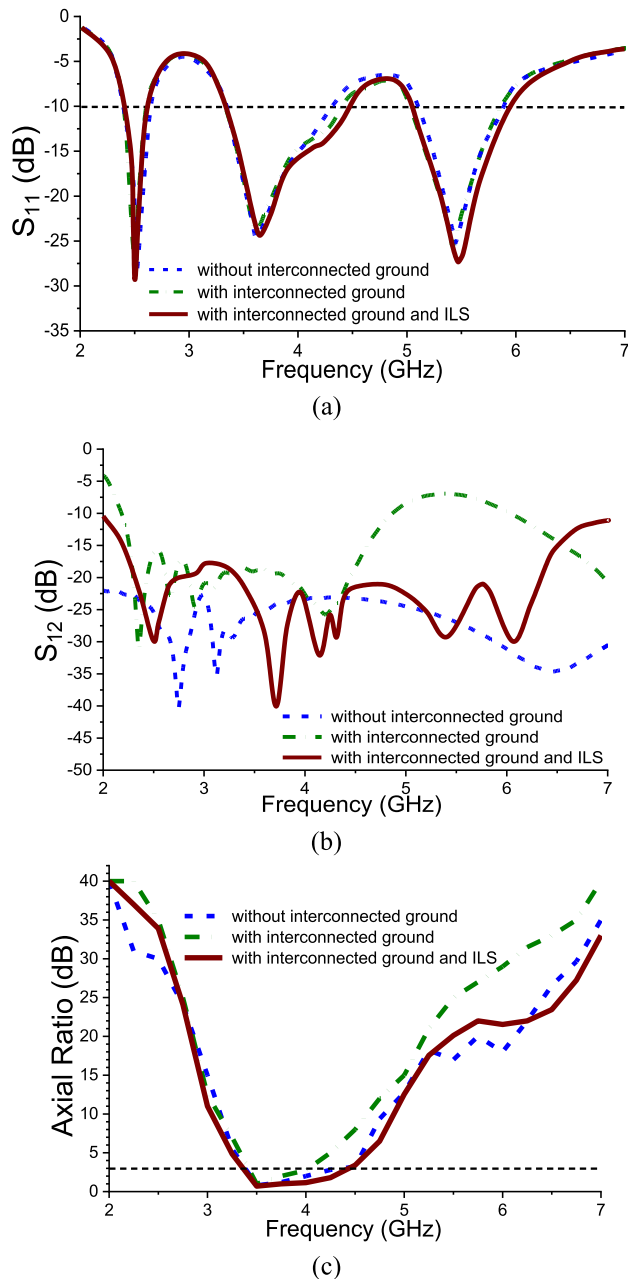 0
-5
-10
-15
-20
-25
-30
-35
S11 (dB)
without interconnected ground
with interconnected ground
with interconnected ground and ILS
2 3 4 5 6 7
Frequency (GHz)
(a)
0
-5
-10
-15
-20
-25
-30
-35
-40
-45
-50
S12 (dB)
without interconnected ground
with interconnected ground
with interconnected ground and ILS
2 3 4 5 6 7
Frequency (GHz)
(b)
40
35
30
25
20
15
10
5
0
Axial Ratio (dB)
without interconnected ground
with interconnected ground
with interconnected ground and ILS
2 3 4 5 6 7
Frequency (GHz)
(c)